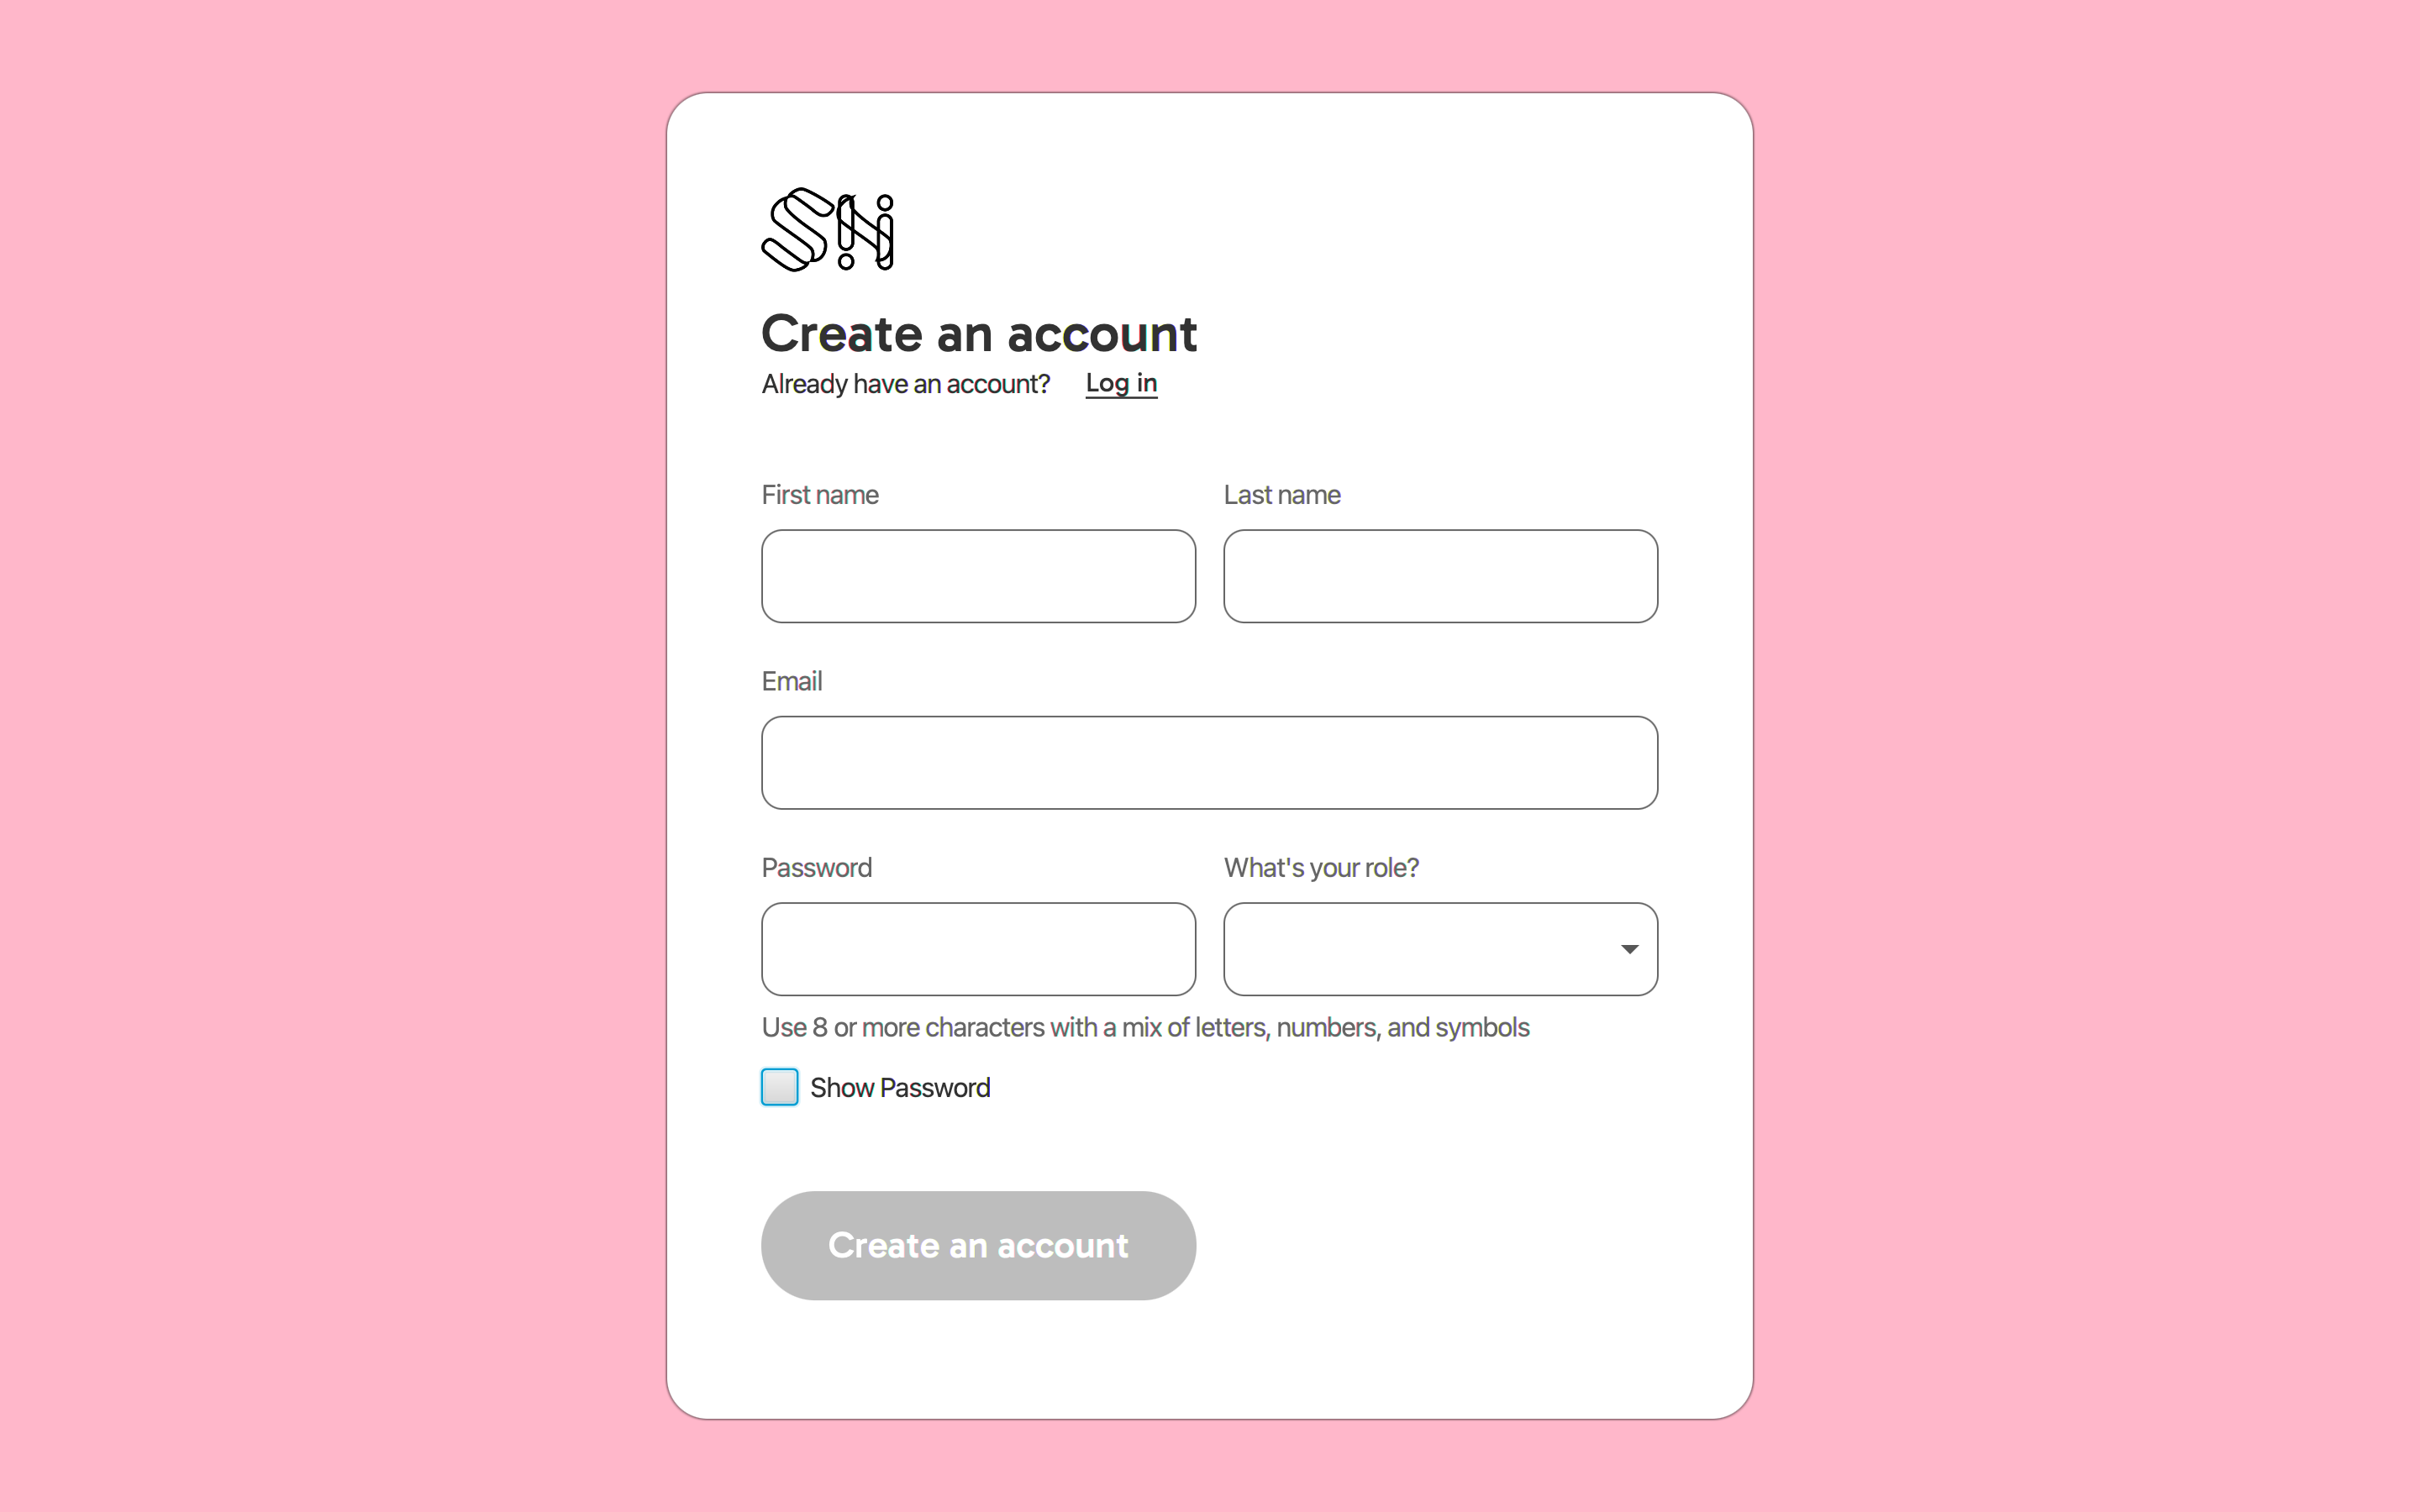 SN
Create an account
Already have an account? Log in
First name Last name
Email
Password What's your role?
Use 8 or more characters with a mix of letters, numbers, and symbols
Show Password
Create an account